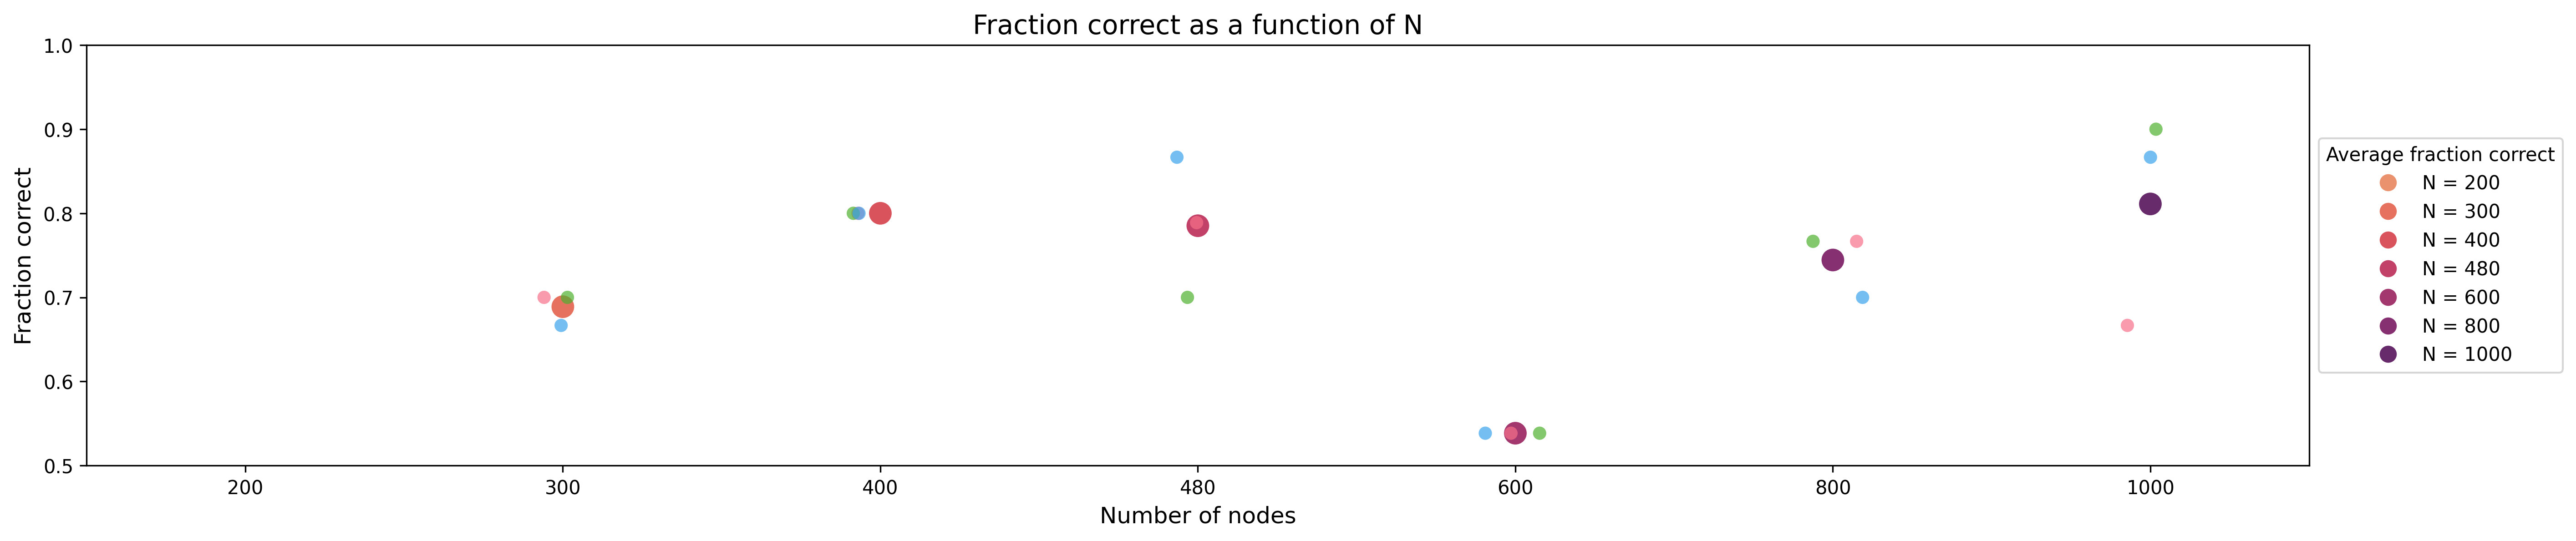 Fraction correct as a function of N
Fraction correct
1.0
0.9
0.8
0.7
0.6
0.5
200 300 400 480 600 800 1000
Number of nodes
Average fraction correct
N = 200
N = 300
N = 400
N = 480
N = 600
N = 800
N = 1000